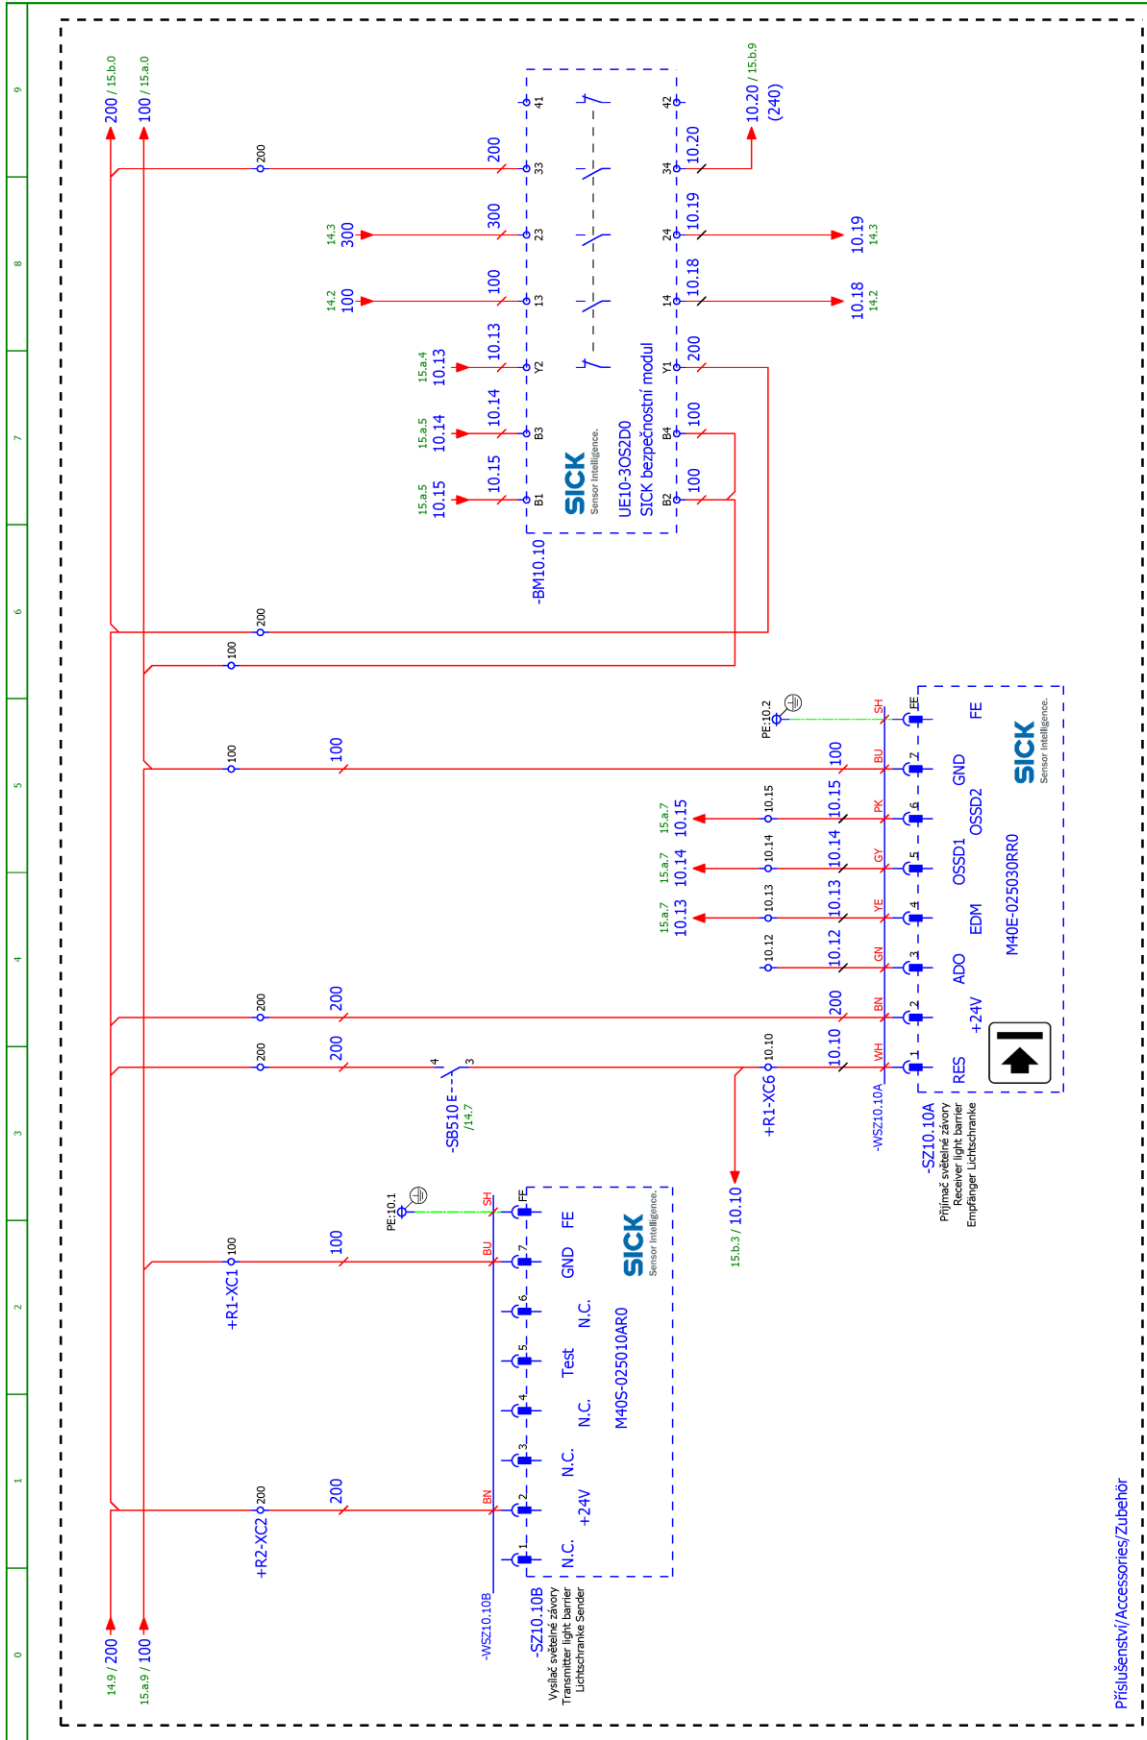 0 1 2 3 4 5 6 7 8 9
14.9 / 200
15.a.9 / 100
200 / 15.b.0
100 / 15.a.0
+R2-XC2
200
200
+R1-XC1
100
100
PE:10.1
-WSZ10.10B
BN
BU
SH
-SZ10.10B
Vysílač světelné závory
Transmitter light barrier
Lichtschranke Sender
1 2 3 4 5 6 7 FE
N.C. +24V N.C. N.C. Test N.C. GND FE
M40S-025010AR0
SICK
Sensor Intelligence.
200
200
-SB510
/14.7
4
3
E
15.b.3 / 10.10
+R1-XC6
10.10
10.10
200
200
200
10.12
10.12
15.a.7
10.13
10.13
10.13
15.a.7
10.14
10.14
10.14
15.a.7
10.15
10.15
10.15
100
100
100
PE:10.2
-WSZ10.10A
WH BN GN YE GY PK BU SH
-SZ10.10A
Přijímač světelné závory
Receiver light barrier
Empfänger Lichtschranke
1 2 3 4 5 6 7 FE
RES +24V ADO EDM OSSD1 OSSD2 GND FE
M40E-025030RR0
SICK
Sensor Intelligence.
100
200
-BM10.10
15.a.5
10.15
10.15
15.a.5
10.14
10.14
15.a.4
10.13
10.13
14.2
100
100
14.3
300
300
200
200
B1 B3 Y2 13 23 33 41
SICK
Sensor Intelligence.
UE10-3OS2D0
SICK bezpečnostní modul
B2 B4 Y1 14 24 34 42
100 100 200 10.18 10.19 10.20
10.18
14.2
10.19
14.3
10.20 / 15.b.9
(240)
Příslušenství/Accessories/Zubehör